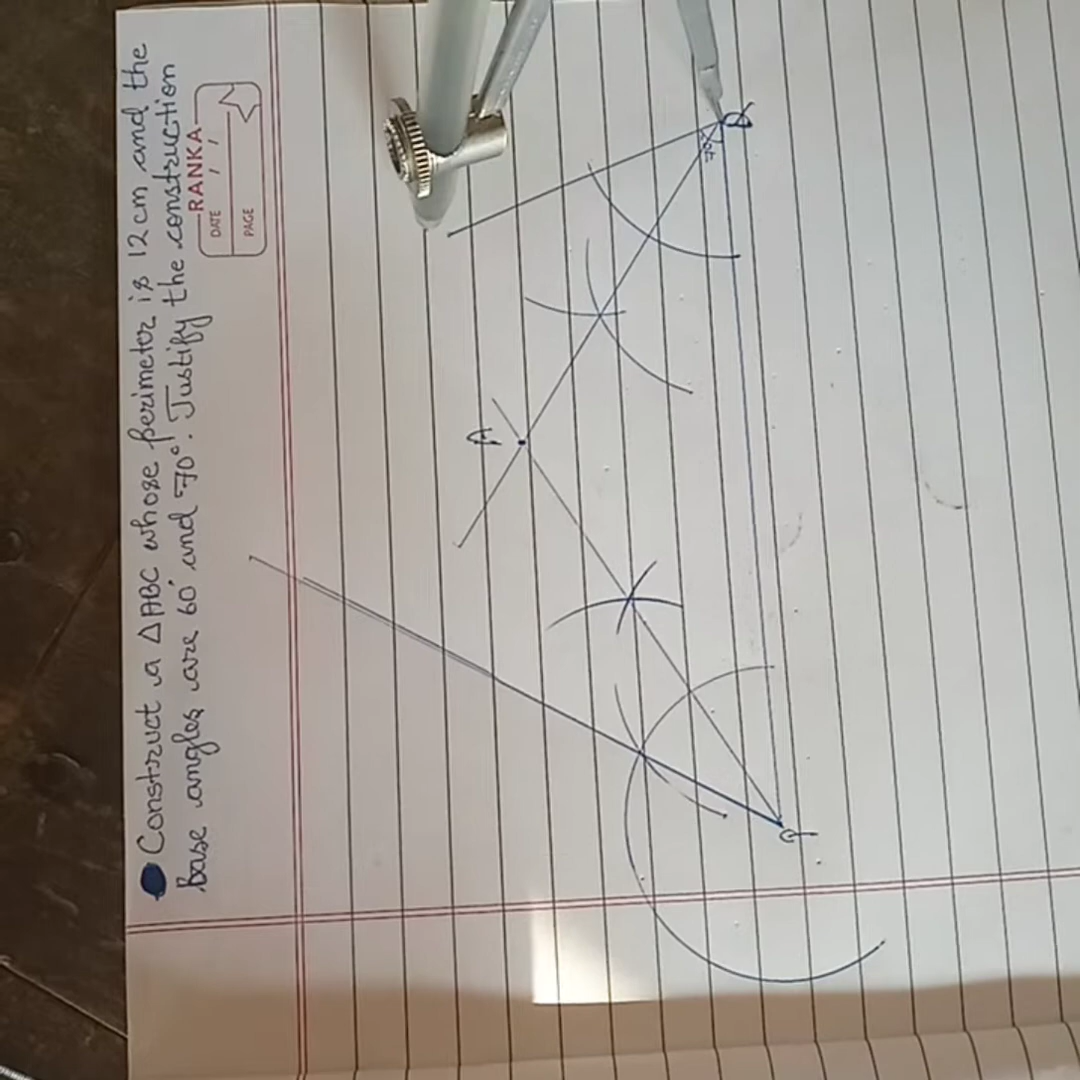 Construct a ΔABC whose perimeter is 12 cm and the
base angles are 60° and 70°. Justify the construction
RANKA
DATE / /
PAGE
A
P
Q
70°